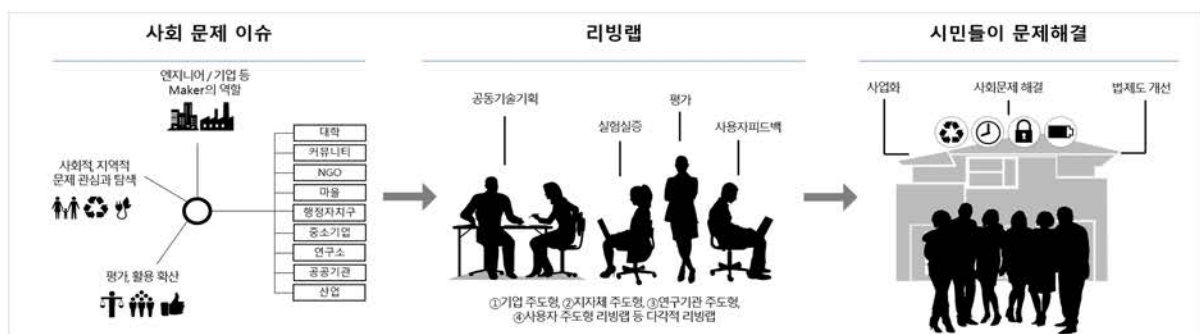 사회 문제 이슈
엔지니어 / 기업 등
Maker의 역할
사회적, 지역적
문제 관심과 탐색
평가, 활용 확산
대학
커뮤니티
NGO
마을
행정자치구
중소기업
연구소
공공기관
산업
리빙랩
공동기술기획
실험실증
평가
사용자피드백
①기업 주도형, ②지자체 주도형, ③연구기관 주도형,
④사용자 주도형 리빙랩 등 다각적 리빙랩
시민들이 문제해결
사업화
사회문제 해결
법제도 개선